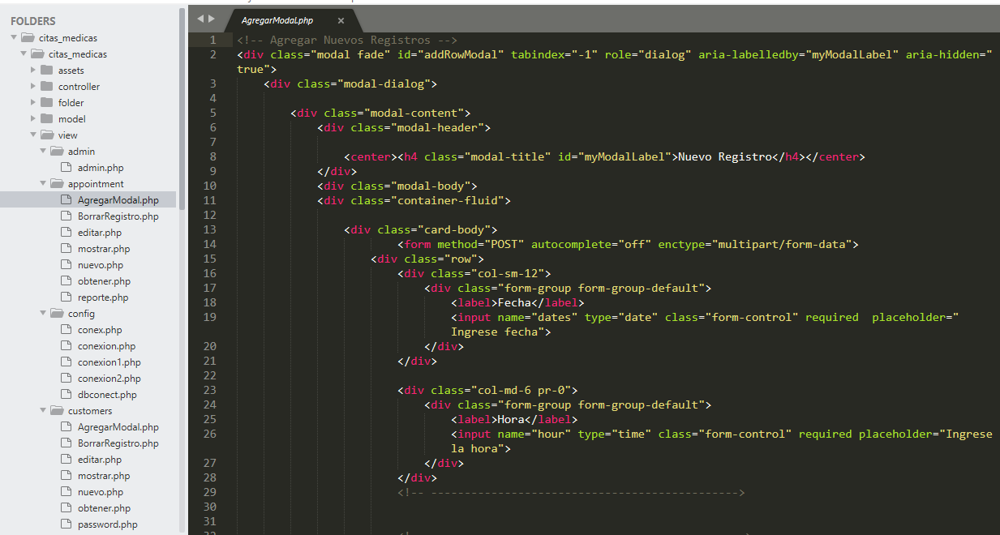 FOLDERS
citas_medicas
citas_medicas
assets
controller
folder
model
view
admin
admin.php
appointment
AgregarModal.php
BorrarRegistro.php
editar.php
mostrar.php
nuevo.php
obtener.php
reporte.php
config
conex.php
conexion.php
conexion1.php
conexion2.php
dbconect.php
customers
AgregarModal.php
BorrarRegistro.php
editar.php
mostrar.php
nuevo.php
obtener.php
password.php
AgregarModal.php ×
1 <!-- Agregar Nuevos Registros -->
2 <div class="modal fade" id="addRowModal" tabindex="-1" role="dialog" aria-labelledby="myModalLabel" aria-hidden="
true">
3 <div class="modal-dialog">
4
5 <div class="modal-content">
6 <div class="modal-header">
7
8 <center><h4 class="modal-title" id="myModalLabel">Nuevo Registro</h4></center>
9 </div>
10 <div class="modal-body">
11 <div class="container-fluid">
12
13 <div class="card-body">
14 <form method="POST" autocomplete="off" enctype="multipart/form-data">
15 <div class="row">
16 <div class="col-sm-12">
17 <div class="form-group form-group-default">
18 <label>Fecha</label>
19 <input name="dates" type="date" class="form-control" required  placeholder="
Ingrese fecha">
20 </div>
21 </div>
22
23 <div class="col-md-6 pr-0">
24 <div class="form-group form-group-default">
25 <label>Hora</label>
26 <input name="hour" type="time" class="form-control" required placeholder="Ingrese
la hora">
27 </div>
28 </div>
29 <!-- ---------------------------------------------->
30
31